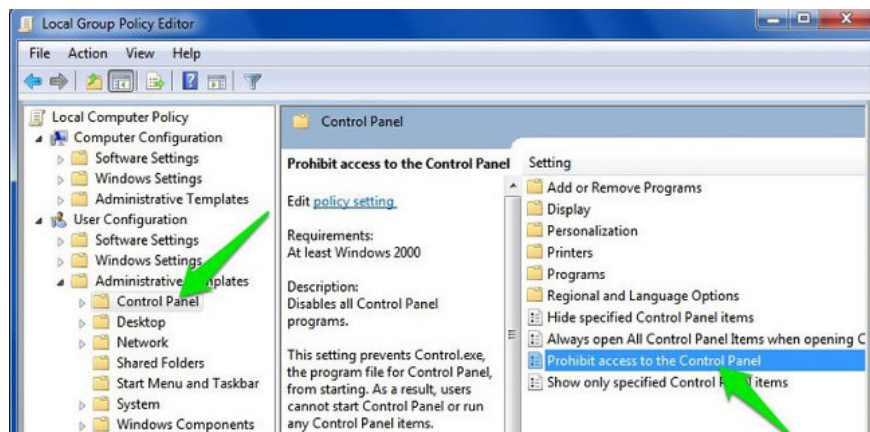 Local Group Policy Editor
File Action View Help
Local Computer Policy
Computer Configuration
Software Settings
Windows Settings
Administrative Templates
User Configuration
Software Settings
Windows Settings
Administrative
Control Panel
Desktop
Network
Shared Folders
Start Menu and Taskbar
System
Windows Components
Control Panel
Prohibit access to the Control Panel
Edit policy setting
Requirements:
At least Windows 2000
Description:
Disables all Control Panel
programs.
This setting prevents Control.exe,
the program file for Control Panel,
from starting. As a result, users
cannot start Control Panel or run
any Control Panel items.
Setting
Add or Remove Programs
Display
Personalization
Printers
Programs
Regional and Language Options
Hide specified Control Panel items
Always open All Control Panel Items when opening C
Prohibit access to the Control Panel
Show only specified Control Panel items